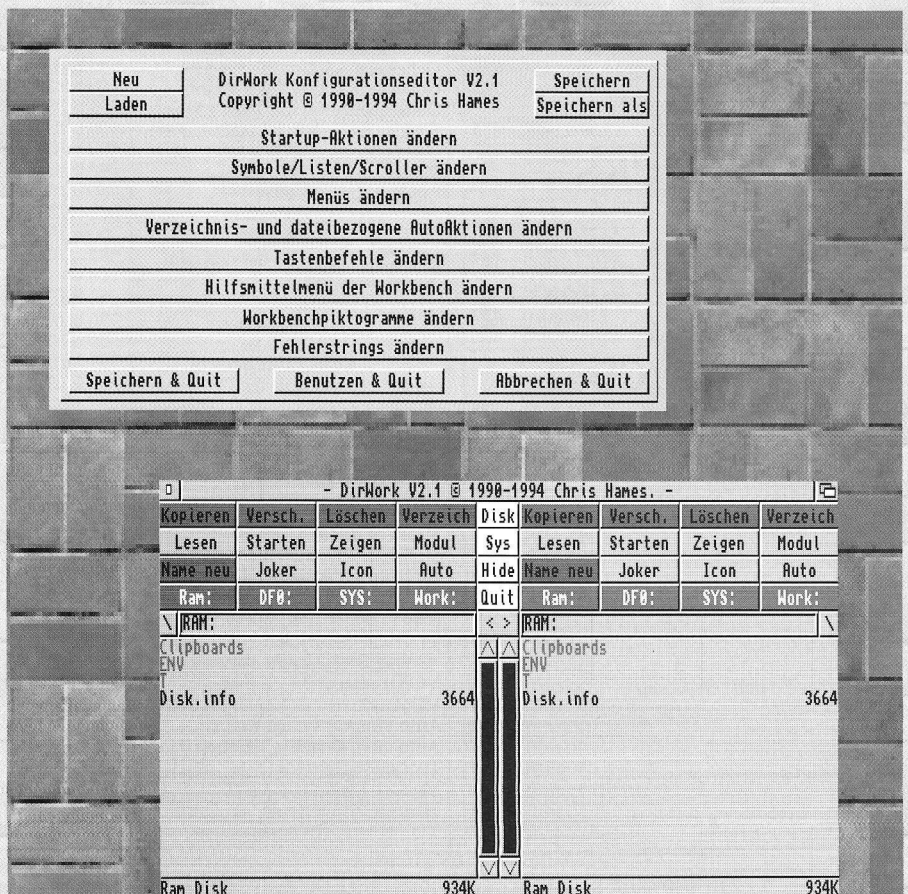 Neu
DirWork Konfigurationseditor V2.1
Speichern
Laden
Copyright © 1990-1994 Chris Hames
Speichern als
Startup-Aktionen ändern
Symbole/Listen/Scroller ändern
Menüs ändern
Verzeichnis- und dateibezogene AutoAktionen ändern
Tastenbefehle ändern
Hilfsmittelmenü der Workbench ändern
Workbenchpiktogramme ändern
Fehlerstrings ändern
Speichern & Quit Benutzen & Quit Abbrechen & Quit
- DirWork V2.1 © 1990-1994 Chris Hames. -
Kopieren Versch. Löschen Verzeich Disk Kopieren Versch. Löschen Verzeich
Lesen Starten Zeigen Modul Sys Lesen Starten Zeigen Modul
Name neu Joker Icon Auto Hide Name neu Joker Icon Auto
Ram: DF0: SYS: Work: Quit Ram: DF0: SYS: Work:
\ RAM: < > RAM: \
Clipboards Clipboards
ENV ENV
T T
Disk.info 3664 Disk.info 3664
Ram Disk 934K Ram Disk 934K